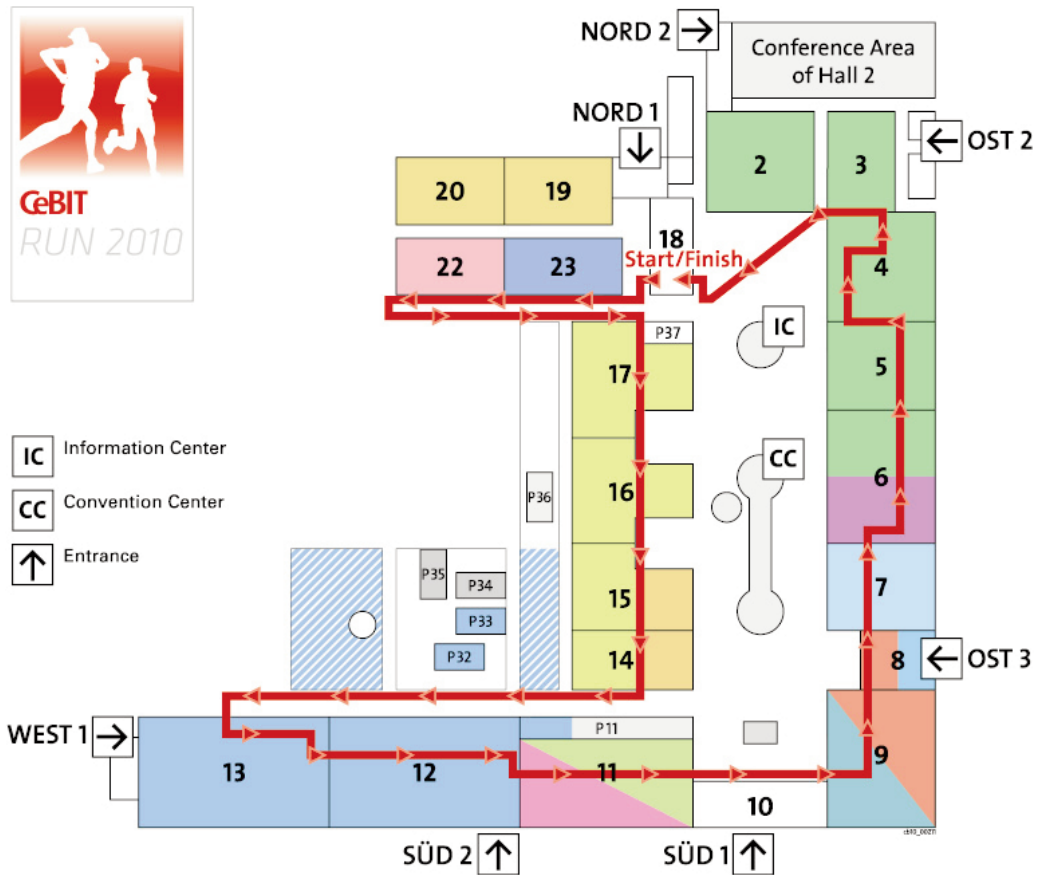 NORD 2
Conference Area
of Hall 2
NORD 1
OST 2
2
3
CeBIT
RUN 2010
20
19
18
Start/Finish
22
23
4
P37
IC
17
5
IC Information Center
CC
CC Convention Center
P36
16
6
Entrance
P35
P34
P33
P32
15
7
14
8
OST 3
WEST 1
P11
13
12
11
10
9
SÜD 2
SÜD 1